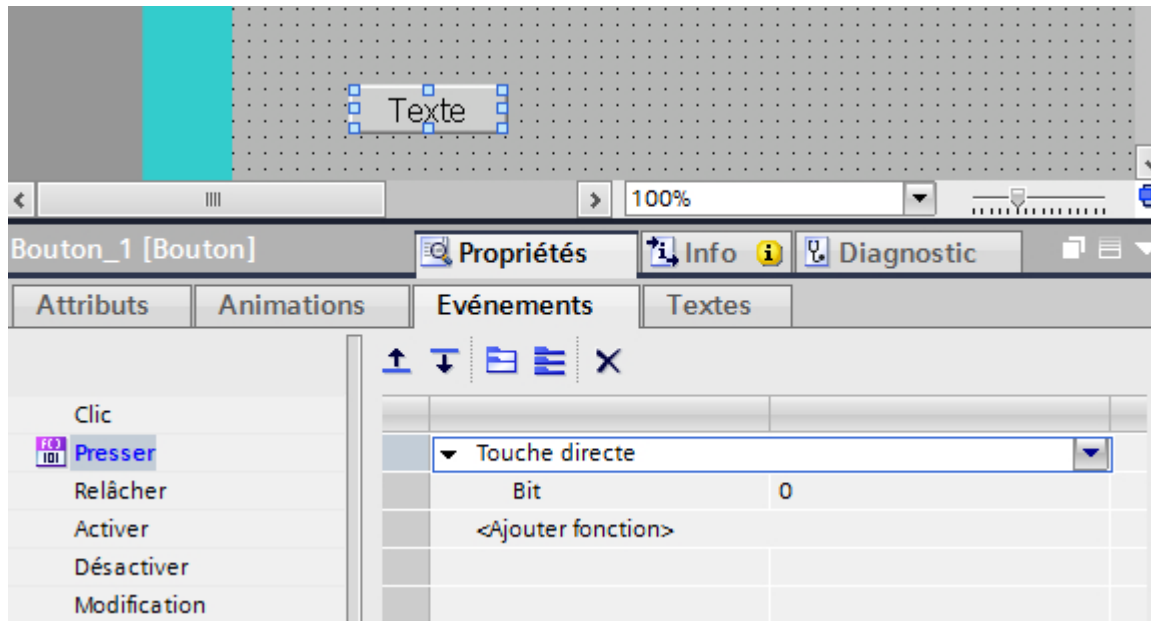 Texte
100%
Bouton_1 [Bouton]
Propriétés
Info
Diagnostic
Attributs
Animations
Evénements
Textes
Clic
Presser
Touche directe
Relâcher
Bit 0
Activer
<Ajouter fonction>
Désactiver
Modification